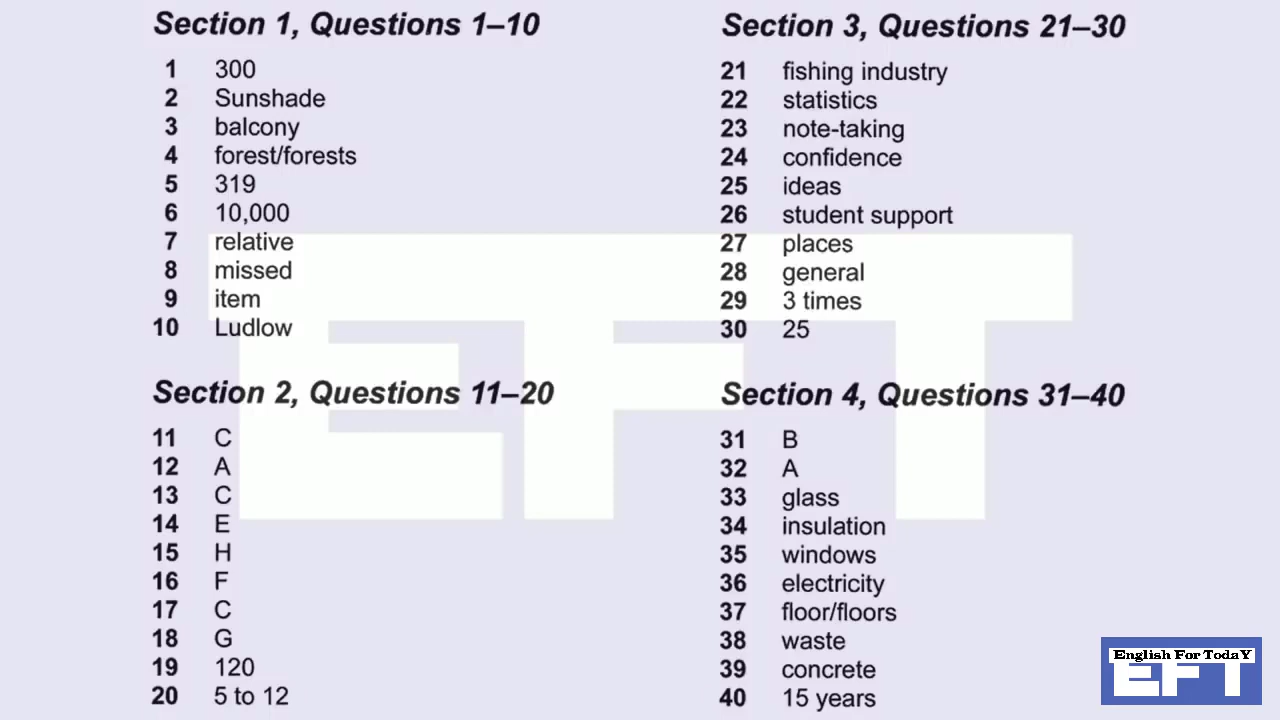 Section 1, Questions 1–10
1 300
2 Sunshade
3 balcony
4 forest/forests
5 319
6 10,000
7 relative
8 missed
9 item
10 Ludlow
Section 2, Questions 11–20
11 C
12 A
13 C
14 E
15 H
16 F
17 C
18 G
19 120
20 5 to 12
Section 3, Questions 21–30
21 fishing industry
22 statistics
23 note-taking
24 confidence
25 ideas
26 student support
27 places
28 general
29 3 times
30 25
Section 4, Questions 31–40
31 B
32 A
33 glass
34 insulation
35 windows
36 electricity
37 floor/floors
38 waste
39 concrete
40 15 years
EFT
English For TodaY
EFT